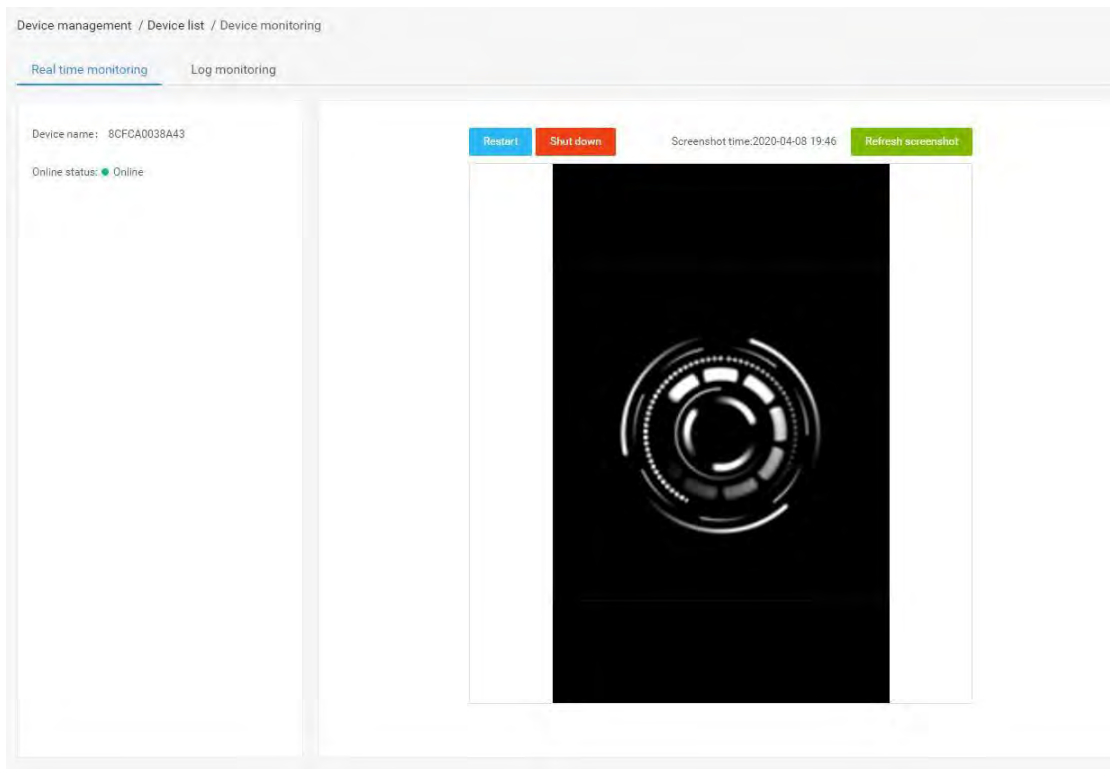 Device management / Device list / Device monitoring
Real time monitoring Log monitoring
Device name: 8CFCA0038A43
Online status: Online
Restart Shut down Screenshot time:2020-04-08 19:46 Refresh screenshot